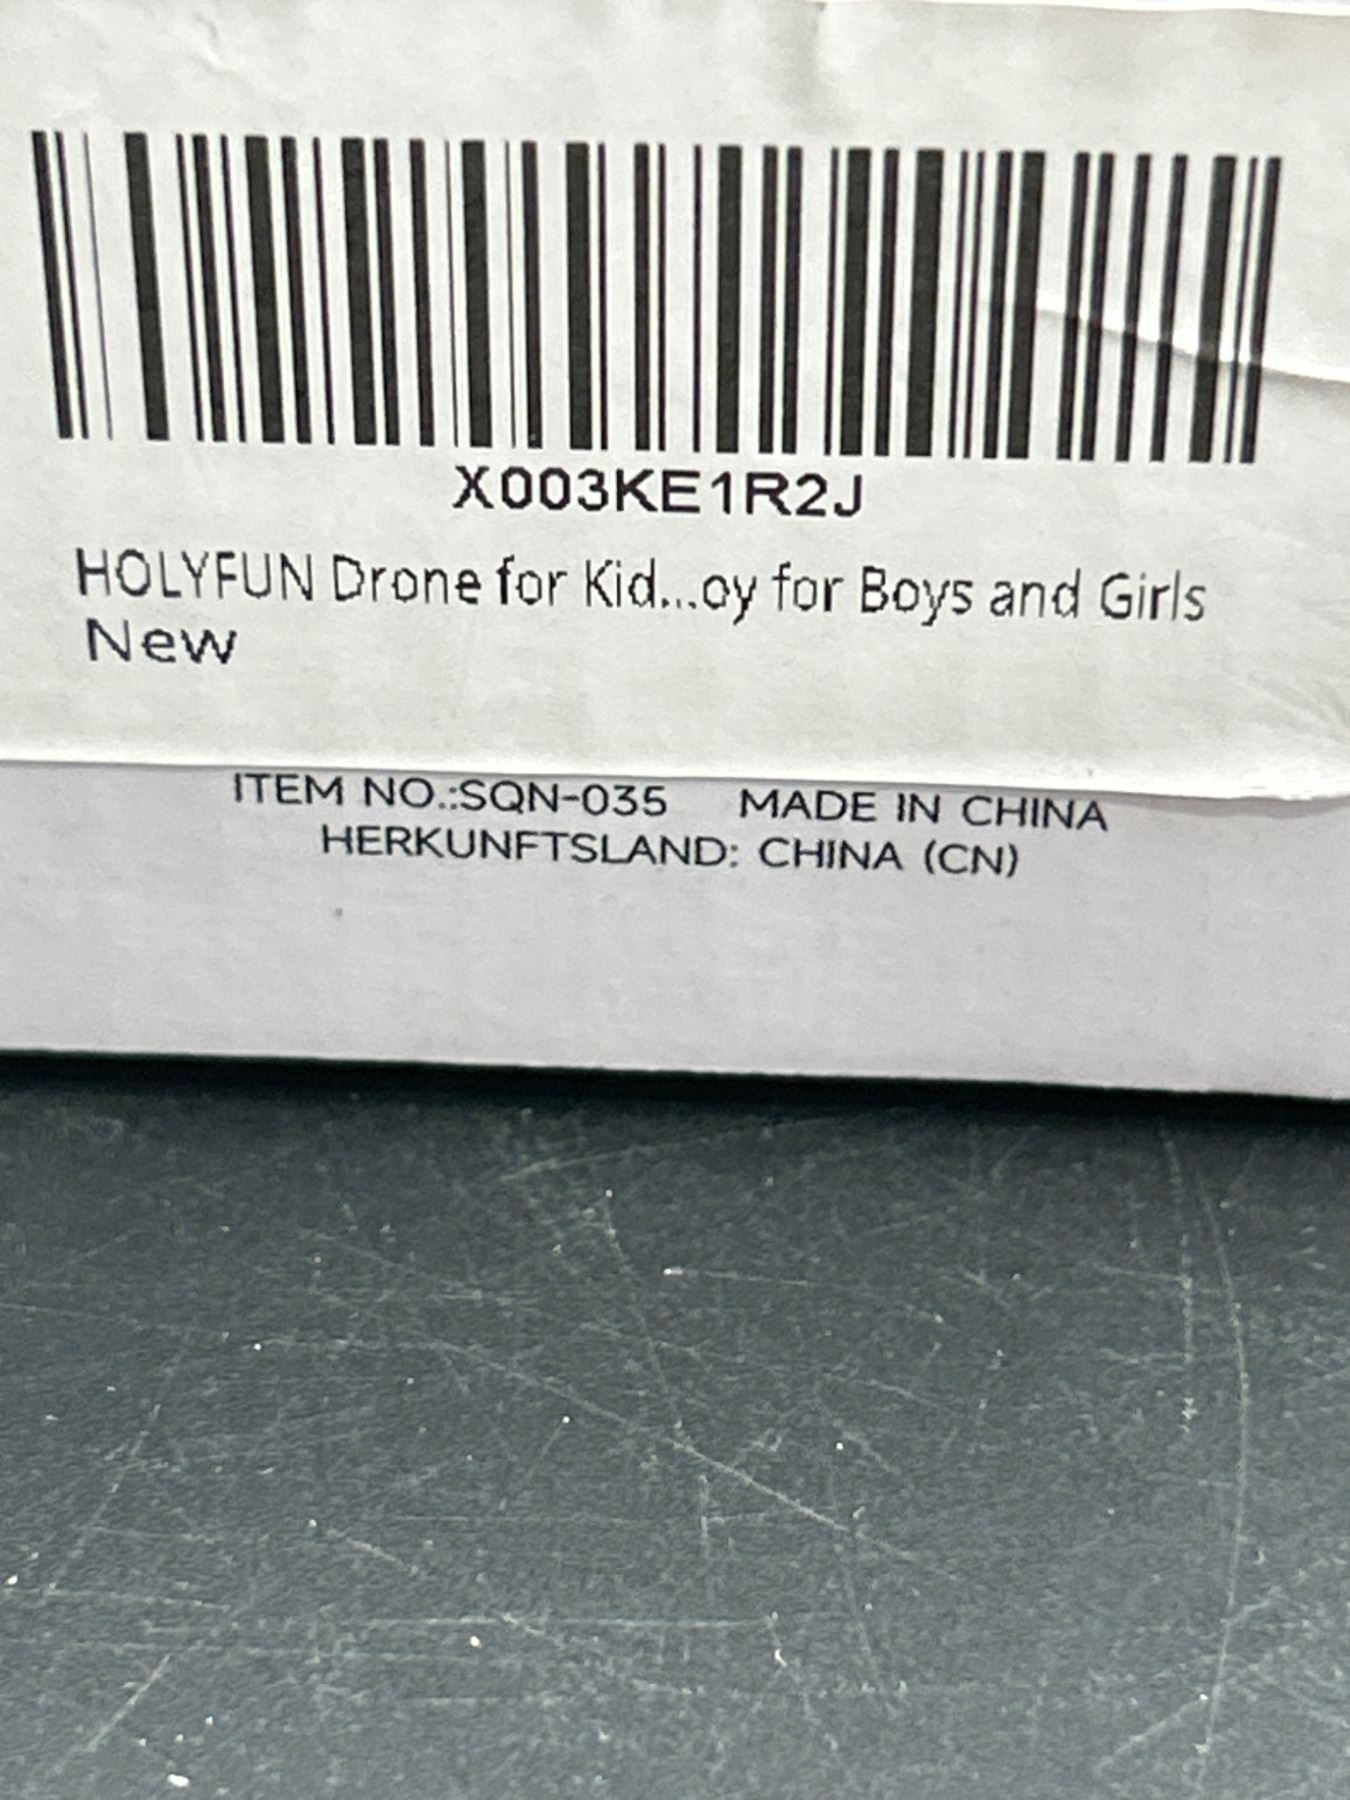 X003KE1R2J
HOLYFUN Drone for Kid...oy for Boys and Girls
New
ITEM NO.:SQN-035 MADE IN CHINA
HERKUNFTSLAND: CHINA (CN)